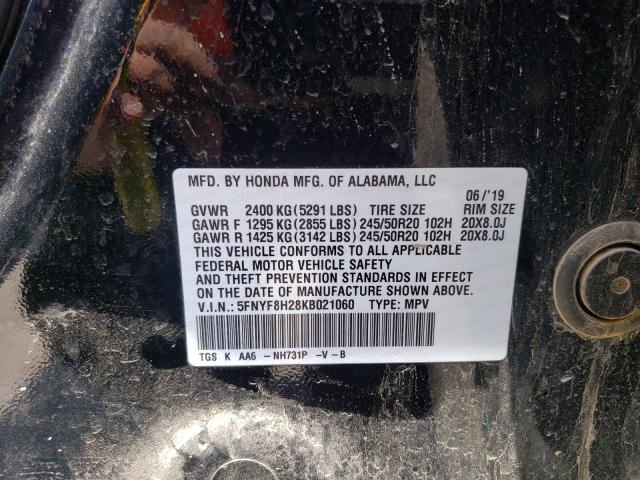 MFD. BY HONDA MFG. OF ALABAMA, LLC
06/'19
GVWR 2400 KG (5291 LBS) TIRE SIZE RIM SIZE
GAWR F 1295 KG (2855 LBS) 245/50R20 102H 20X8.0J
GAWR R 1425 KG (3142 LBS) 245/50R20 102H 20X8.0J
THIS VEHICLE CONFORMS TO ALL APPLICABLE
FEDERAL MOTOR VEHICLE SAFETY
AND THEFT PREVENTION STANDARDS IN EFFECT
ON THE DATE OF MANUFACTURE SHOWN ABOVE.
V.I.N.: 5FNYF8H28KB021060 TYPE: MPV
TGS K AA6 -NH731P -V-B